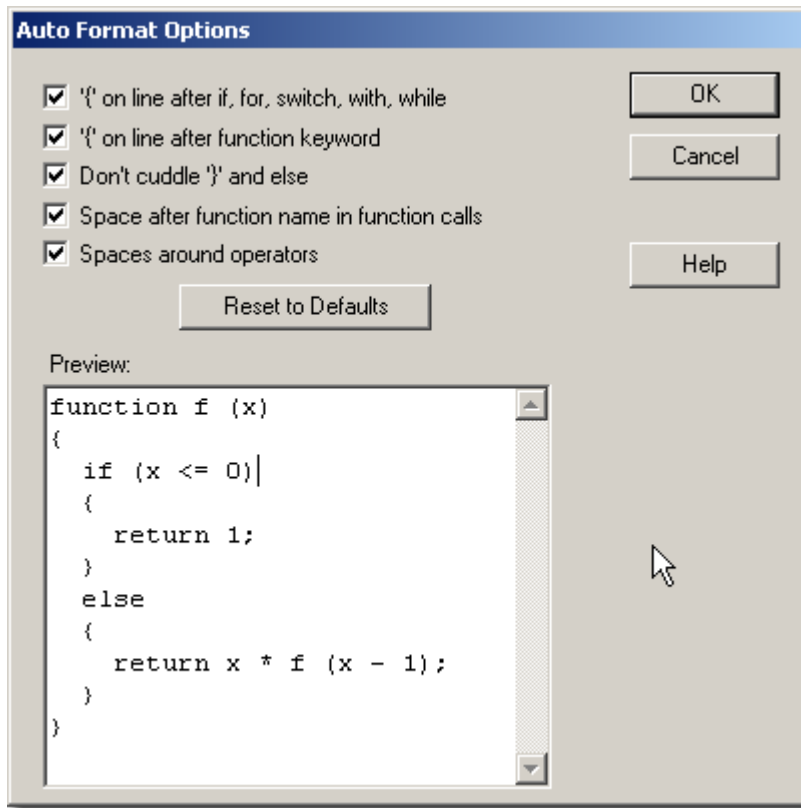 Auto Format Options
'{' on line after if, for, switch, with, while
'{' on line after function keyword
Don't cuddle '}' and else
Space after function name in function calls
Spaces around operators
Reset to Defaults
OK
Cancel
Help
Preview:
function f (x)
{
  if (x <= 0)
  {
    return 1;
  }
  else
  {
    return x * f (x - 1);
  }
}